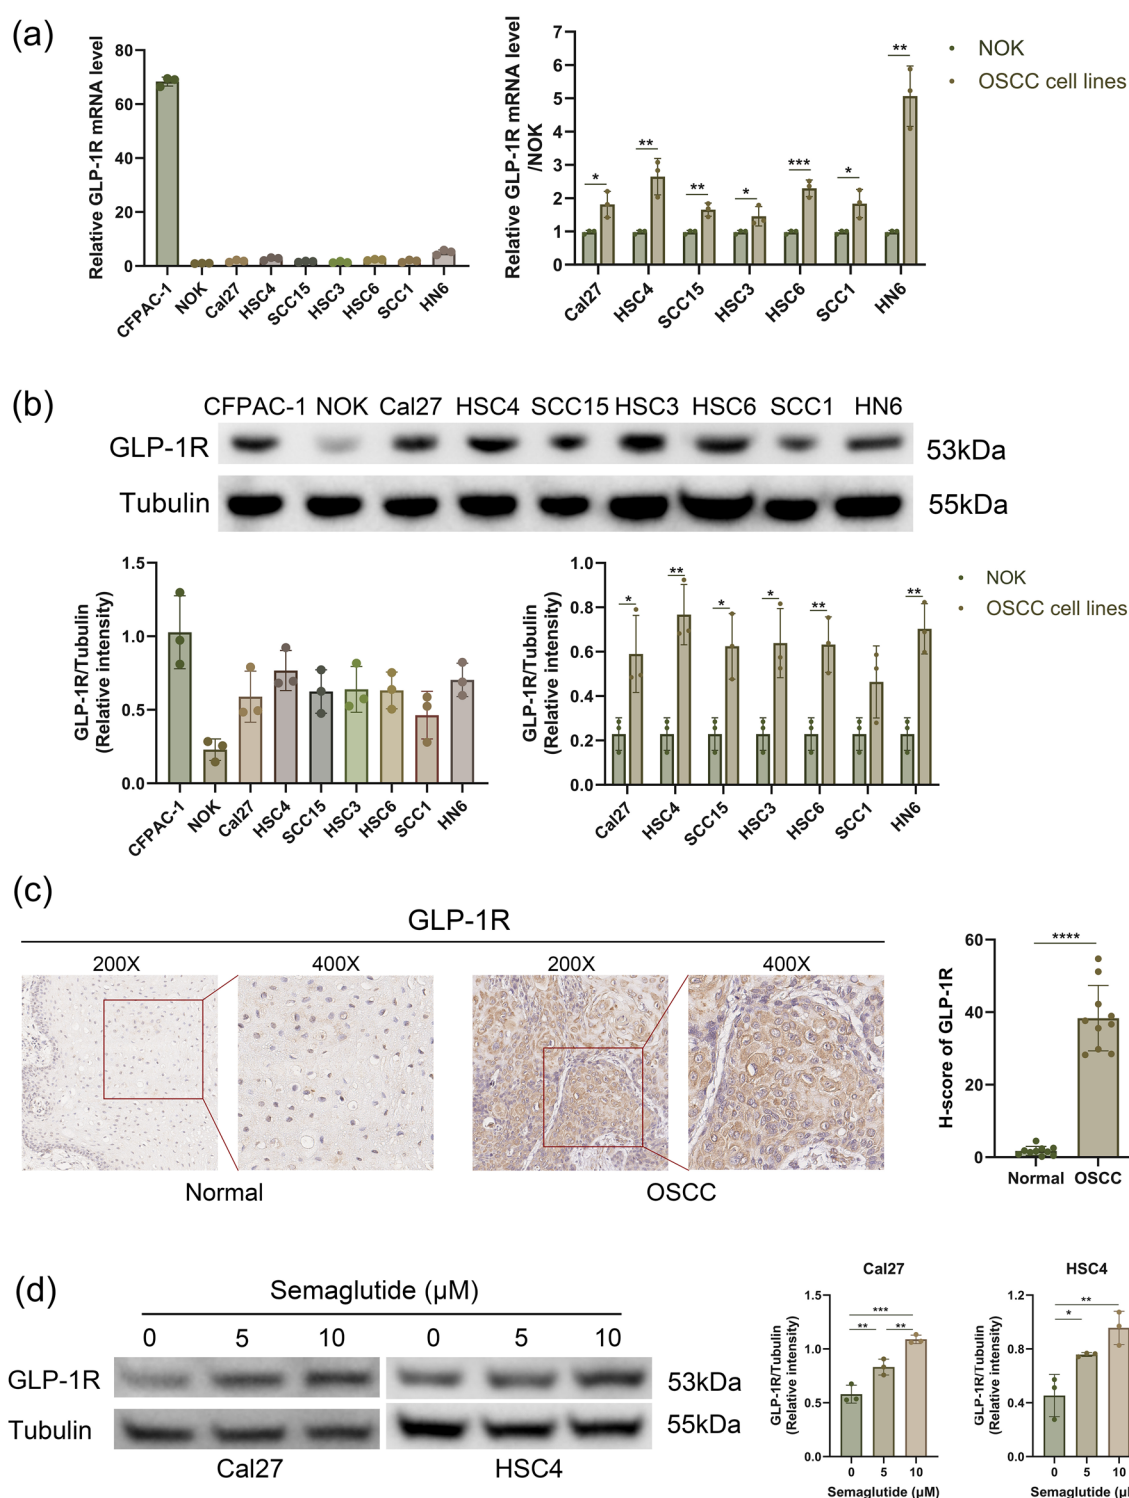 (a)
Relative GLP-1R mRNA level
80
60
40
20
0
CFPAC-1
NOK
Cal27
HSC4
SCC15
HSC3
HSC6
SCC1
HN6
Relative GLP-1R mRNA level
/NOK
7
6
5
4
3
2
1
0
*
**
**
*
***
*
**
Cal27
HSC4
SCC15
HSC3
HSC6
SCC1
HN6
NOK
OSCC cell lines
(b)
CFPAC-1 NOK Cal27 HSC4 SCC15 HSC3 HSC6 SCC1 HN6
GLP-1R
53kDa
Tubulin
55kDa
GLP-1R/Tubulin
(Relative intensity)
1.5
1.0
0.5
0.0
CFPAC-1
NOK
Cal27
HSC4
SCC15
HSC3
HSC6
SCC1
HN6
GLP-1R/Tubulin
(Relative intensity)
1.0
0.8
0.6
0.4
0.2
0.0
*
**
*
*
**
**
Cal27
HSC4
SCC15
HSC3
HSC6
SCC1
HN6
NOK
OSCC cell lines
(c)
GLP-1R
200X
400X
200X
400X
Normal
OSCC
H-score of GLP-1R
60
40
20
0
****
Normal OSCC
(d)
Semaglutide (μM)
0 5 10 0 5 10
GLP-1R
53kDa
Tubulin
55kDa
Cal27
HSC4
Cal27
GLP-1R/Tubulin
(Relative intensity)
1.5
1.0
0.5
0.0
***
** **
0 5 10
Semaglutide (μM)
HSC4
GLP-1R/Tubulin
(Relative intensity)
1.2
0.8
0.4
0.0
**
*
0 5 10
Semaglutide (μM)